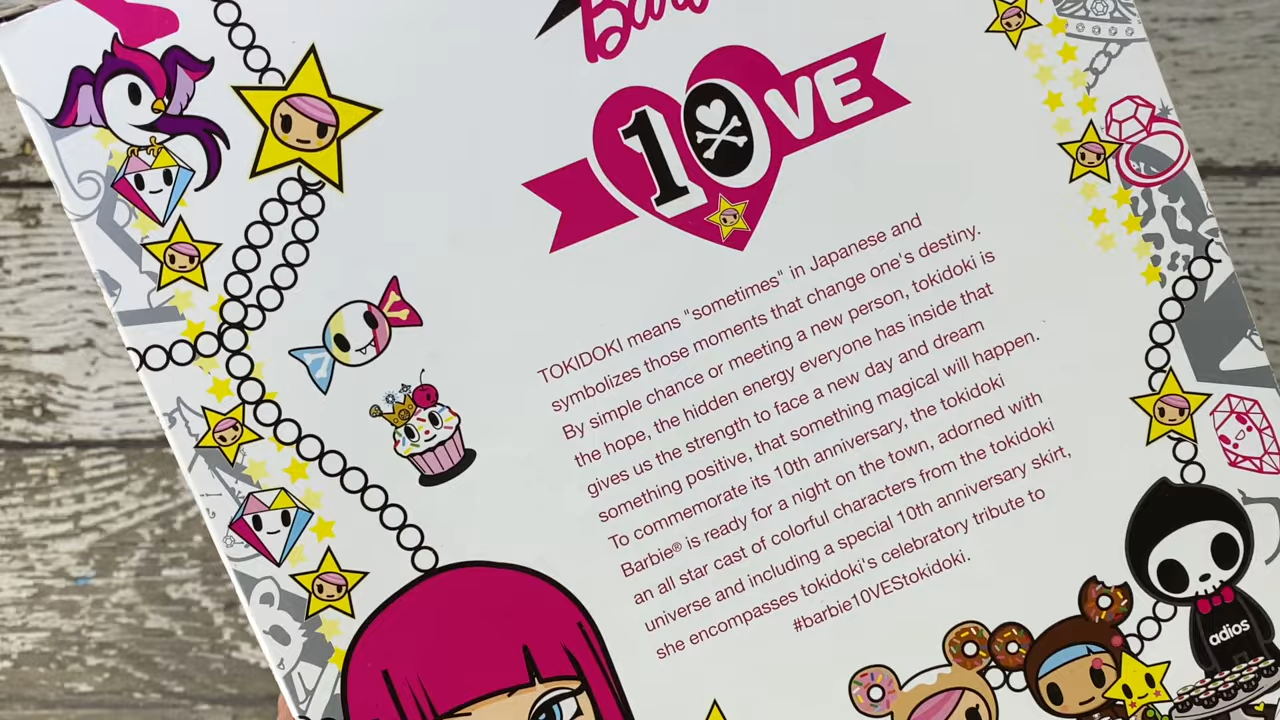 Barbie
10VE
TOKIDOKI means "sometimes" in Japanese and
symbolizes those moments that change one's destiny.
By simple chance or meeting a new person, tokidoki is
the hope, the hidden energy everyone has inside that
gives us the strength to face a new day and dream
something positive, that something magical will happen.
To commemorate its 10th anniversary, the tokidoki
Barbie® is ready for a night on the town, adorned with
an all star cast of colorful characters from the tokidoki
universe and including a special 10th anniversary skirt,
she encompasses tokidoki's celebratory tribute to
#barbie10VEStokidoki.
adios